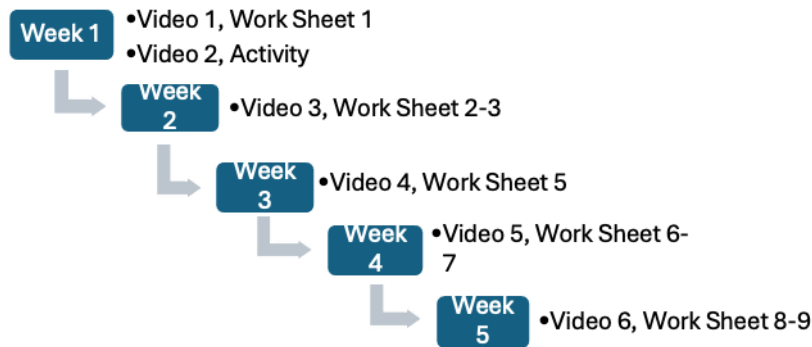 Week 1
•Video 1, Work Sheet 1
•Video 2, Activity
Week
2
•Video 3, Work Sheet 2-3
Week
3
•Video 4, Work Sheet 5
Week
4
•Video 5, Work Sheet 6-
7
Week
5
•Video 6, Work Sheet 8-9